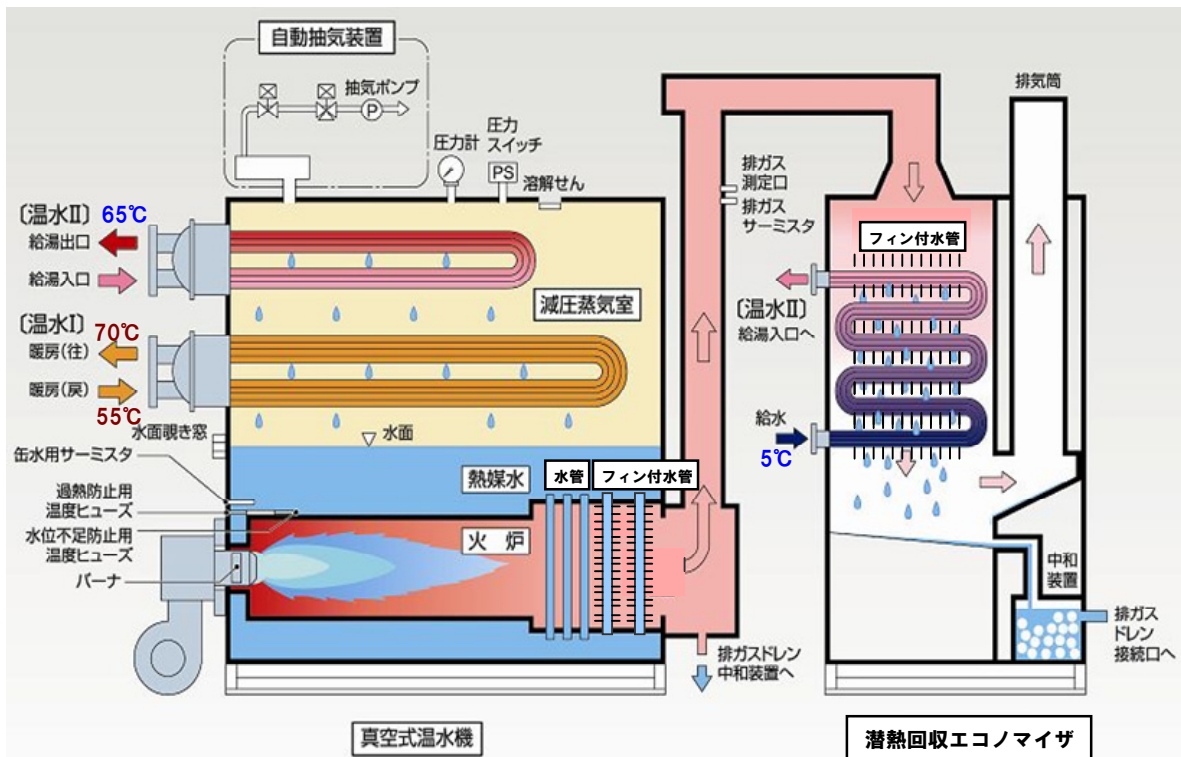 自動抽気装置
抽気ポンプ
P
圧力計
圧力
スイッチ
PS
溶解せん
〔温水II〕 65℃
給湯出口
給湯入口
〔温水I〕
70℃
暖房(往)
暖房(戻)
55℃
減圧蒸気室
水面覗き窓
水面
缶水用サーミスタ
過熱防止用
温度ヒューズ
水位不足防止用
温度ヒューズ
バーナ
熱媒水
水管
フィン付水管
火 炉
排ガスドレン
中和装置へ
真空式温水機
排ガス
測定口
排ガス
サーミスタ
排気筒
フィン付水管
〔温水II〕
給湯入口へ
給水
5℃
中和
装置
排ガス
ドレン
接続口へ
潜熱回収エコノマイザ